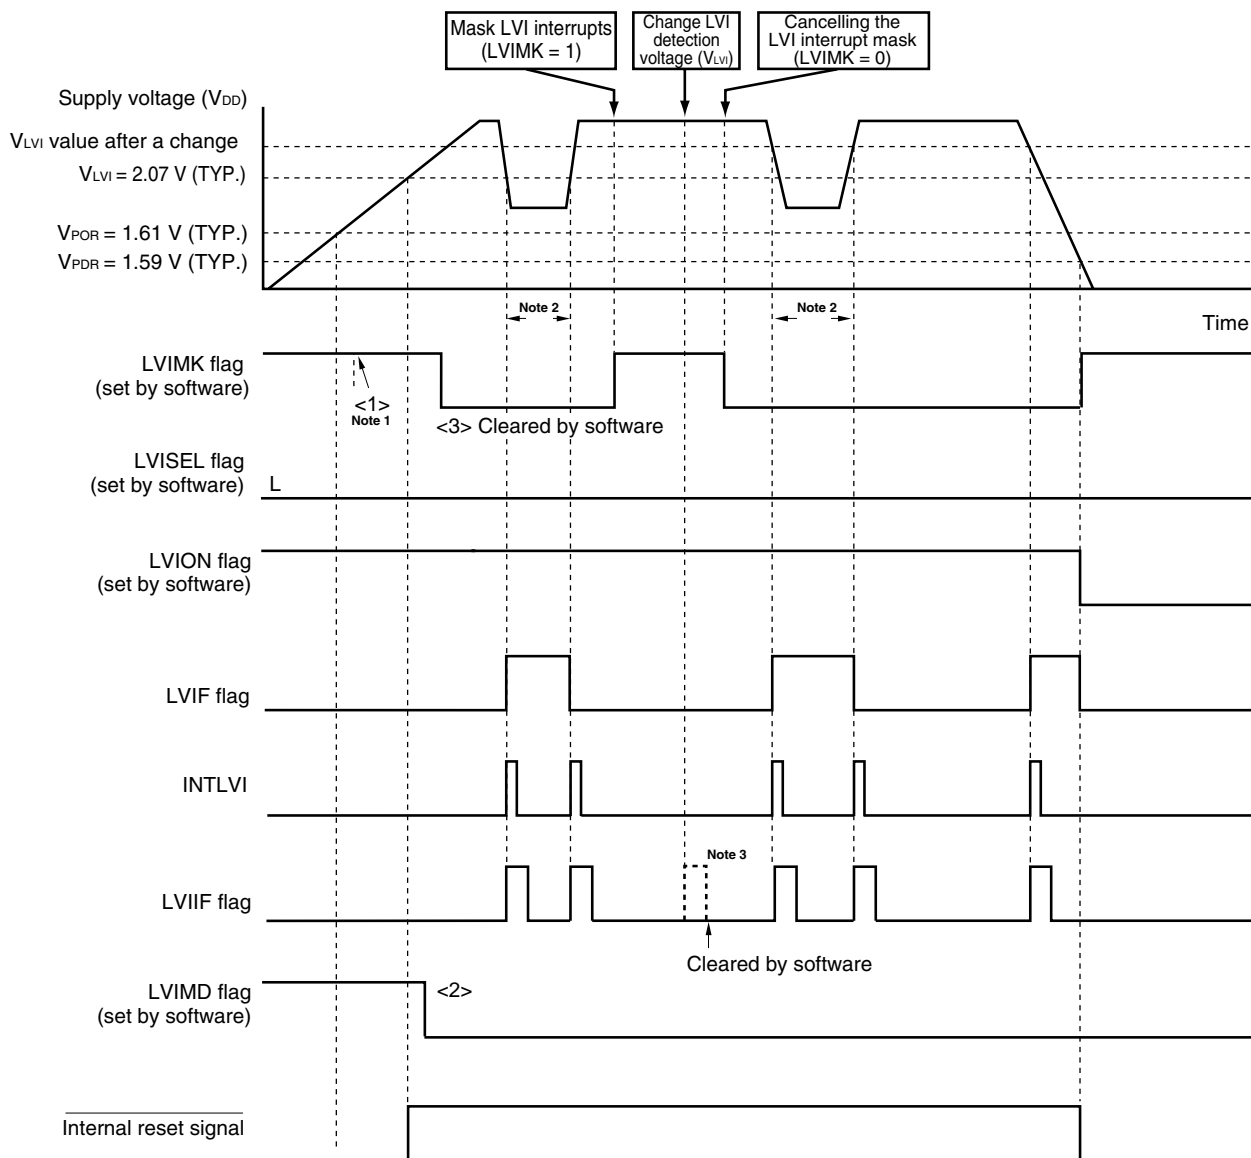 Mask LVI interrupts
(LVIMK = 1)
Change LVI
detection
voltage (VLVI)
Cancelling the
LVI interrupt mask
(LVIMK = 0)
Supply voltage (VDD)
VLVI value after a change
VLVI = 2.07 V (TYP.)
VPOR = 1.61 V (TYP.)
VPDR = 1.59 V (TYP.)
Note 2
Note 2
Time
LVIMK flag
(set by software)
<1>
Note 1
<3> Cleared by software
LVISEL flag
(set by software)
L
LVION flag
(set by software)
LVIF flag
INTLVI
Note 3
LVIIF flag
Cleared by software
LVIMD flag
(set by software)
<2>
Internal reset signal